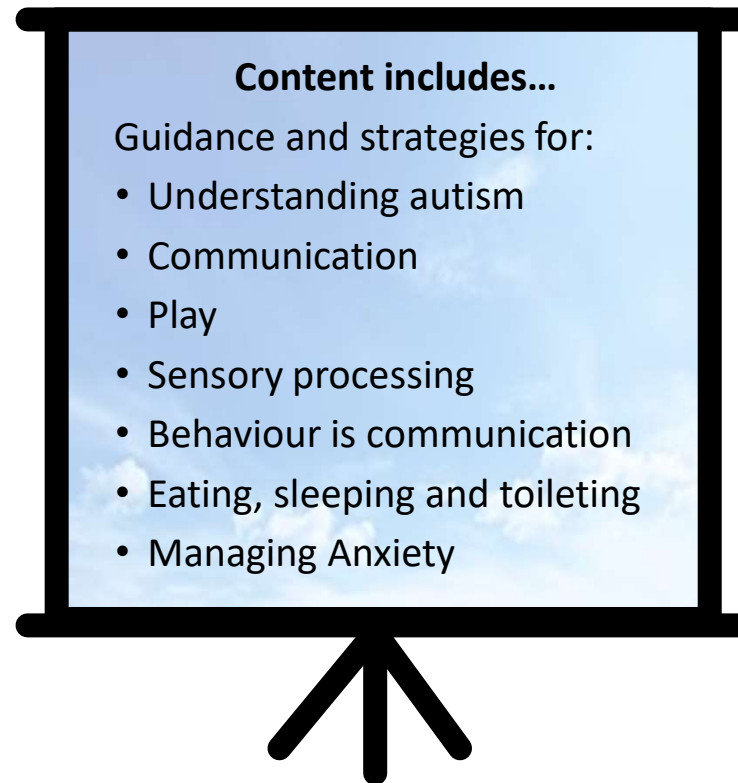 Content includes…
Guidance and strategies for:
• Understanding autism
• Communication
• Play
• Sensory processing
• Behaviour is communication
• Eating, sleeping and toileting
• Managing Anxiety